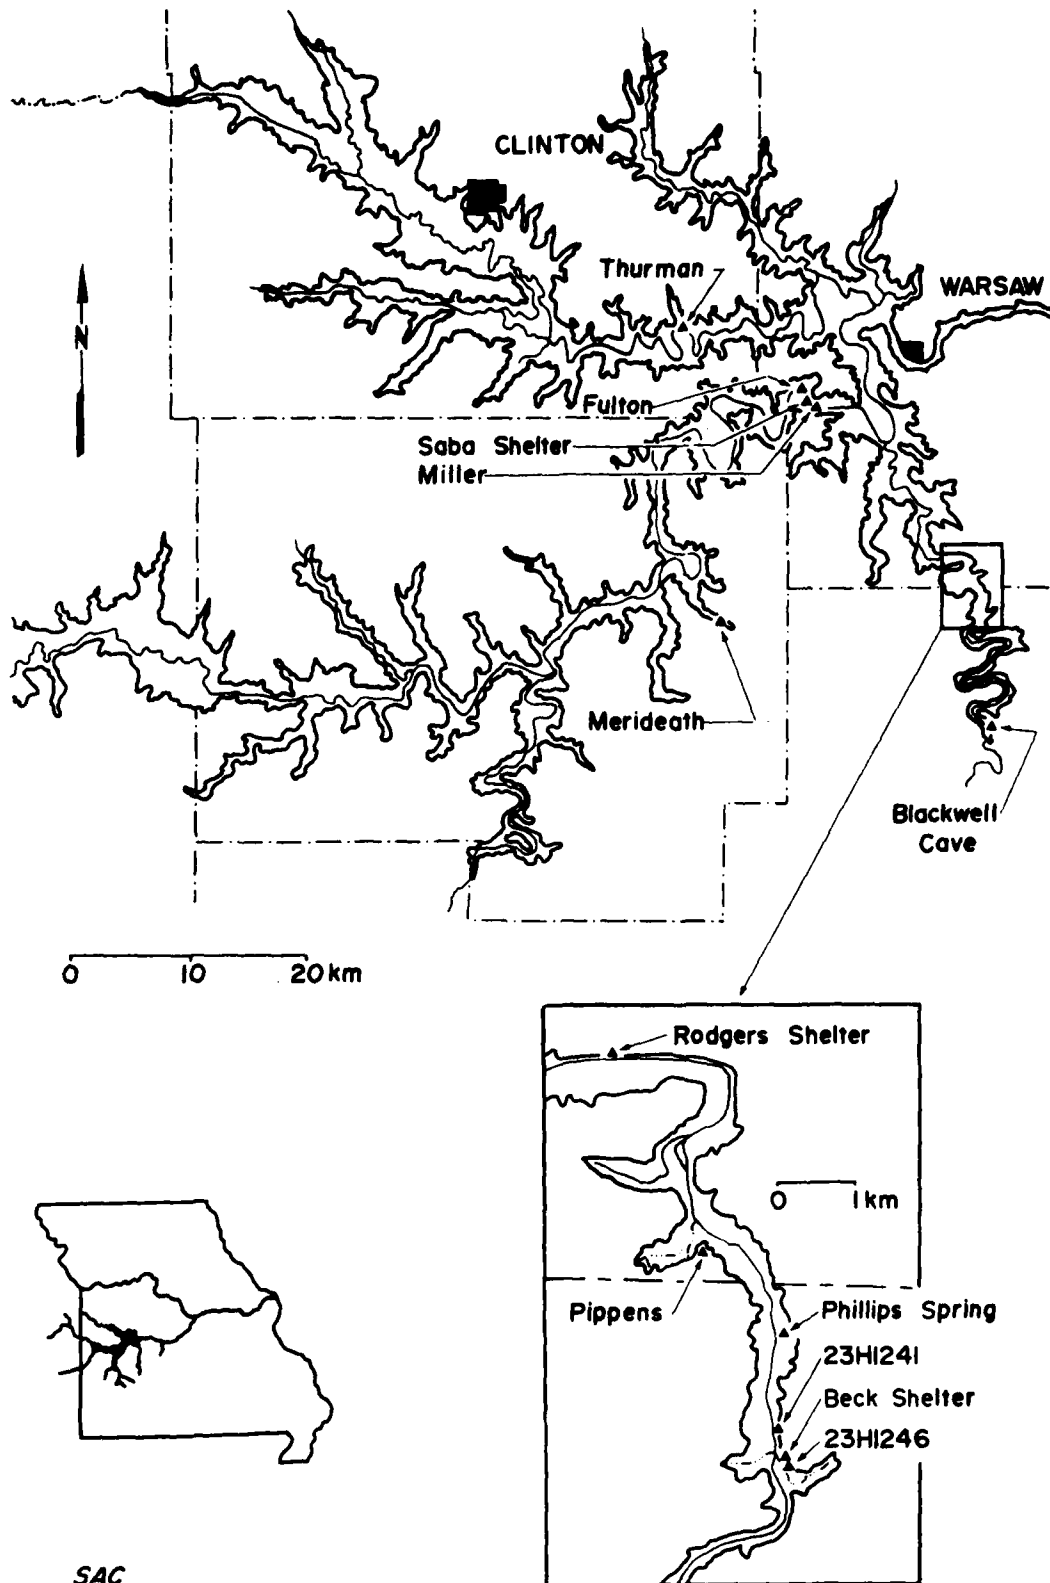 CLINTON
Thurman
WARSAW
N
Fulton
Saba Shelter
Miller
Merideath
Blackwell
Cave
0 10 20 km
Rodgers Shelter
0 1 km
Pippens
Phillips Spring
23HI241
Beck Shelter
23HI246
SAC